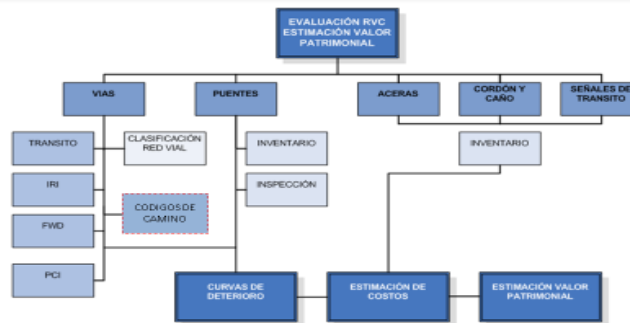 EVALUACIÓN RVC
ESTIMACIÓN VALOR
PATRIMONIAL
VIAS
PUENTES
ACERAS
CORDÓN Y
CAÑO
SEÑALES DE
TRANSITO
TRANSITO
CLASIFICACIÓN
RED VIAL
INVENTARIO
INVENTARIO
IRI
INSPECCIÓN
CODIGOS DE
CAMINO
FWD
PCI
CURVAS DE
DETERIORO
ESTIMACIÓN DE
COSTOS
ESTIMACIÓN VALOR
PATRIMONIAL